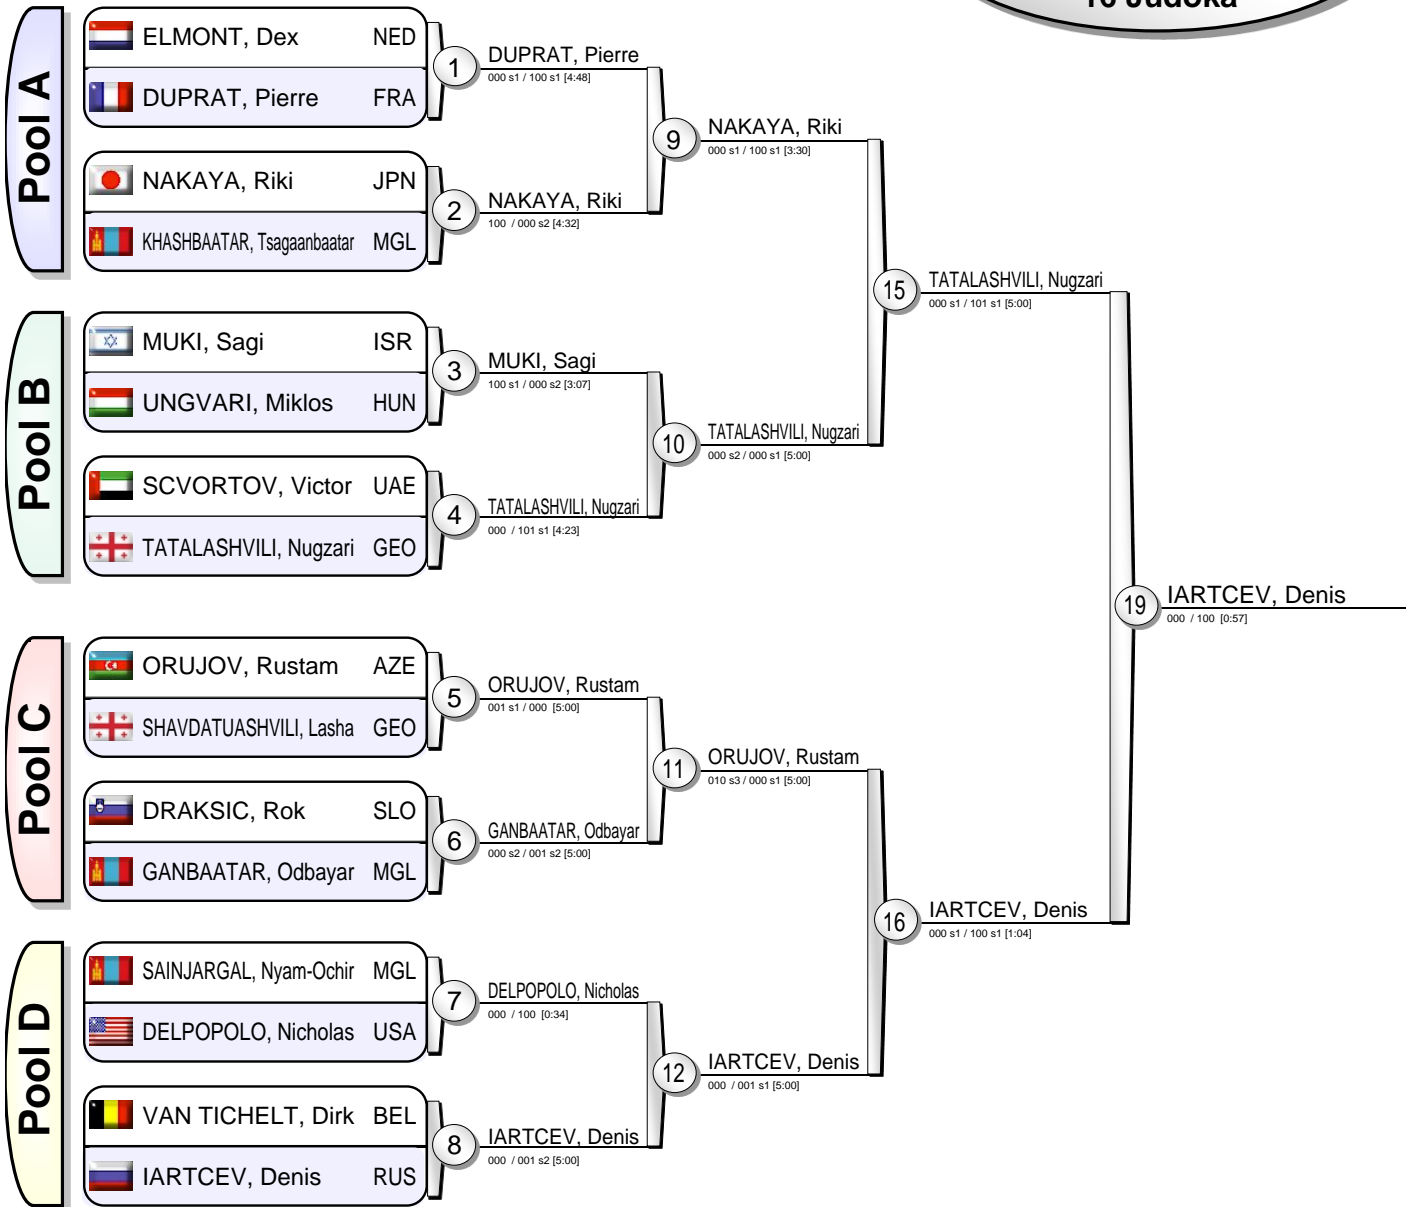 16 Judoka
Pool A
ELMONT, Dex NED
DUPRAT, Pierre FRA
NAKAYA, Riki JPN
KHASHBAATAR, Tsagaanbaatar MGL
1
DUPRAT, Pierre
000 s1 / 100 s1 [4:48]
2
NAKAYA, Riki
100 / 000 s2 [4:32]
9
NAKAYA, Riki
000 s1 / 100 s1 [3:30]
Pool B
MUKI, Sagi ISR
UNGVARI, Miklos HUN
SCVORTOV, Victor UAE
TATALASHVILI, Nugzari GEO
3
MUKI, Sagi
100 s1 / 000 s2 [3:07]
4
TATALASHVILI, Nugzari
000 / 101 s1 [4:23]
10
TATALASHVILI, Nugzari
000 s2 / 000 s1 [5:00]
15
TATALASHVILI, Nugzari
000 s1 / 101 s1 [5:00]
Pool C
ORUJOV, Rustam AZE
SHAVDATUASHVILI, Lasha GEO
DRAKSIC, Rok SLO
GANBAATAR, Odbayar MGL
5
ORUJOV, Rustam
001 s1 / 000 [5:00]
6
GANBAATAR, Odbayar
000 s2 / 001 s2 [5:00]
11
ORUJOV, Rustam
010 s3 / 000 s1 [5:00]
Pool D
SAINJARGAL, Nyam-Ochir MGL
DELPOPOLO, Nicholas USA
VAN TICHELT, Dirk BEL
IARTCEV, Denis RUS
7
DELPOPOLO, Nicholas
000 / 100 [0:34]
8
IARTCEV, Denis
000 / 001 s2 [5:00]
12
IARTCEV, Denis
000 / 001 s1 [5:00]
16
IARTCEV, Denis
000 s1 / 100 s1 [1:04]
19
IARTCEV, Denis
000 / 100 [0:57]